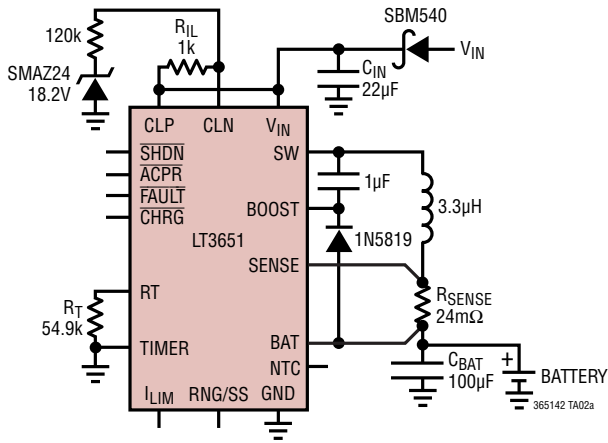 SBM540
120k
R_IL
1k
V_IN
SMAZ24
18.2V
C_IN
22µF
CLP
CLN
V_IN
SHDN
SW
ACPR
1µF
FAULT
3.3µH
CHRG
BOOST
LT3651
1N5819
SENSE
RT
R_T
54.9k
R_SENSE
24mΩ
TIMER
BAT
NTC
C_BAT
100µF
+
BATTERY
I_LIM
RNG/SS
GND
365142 TA02a